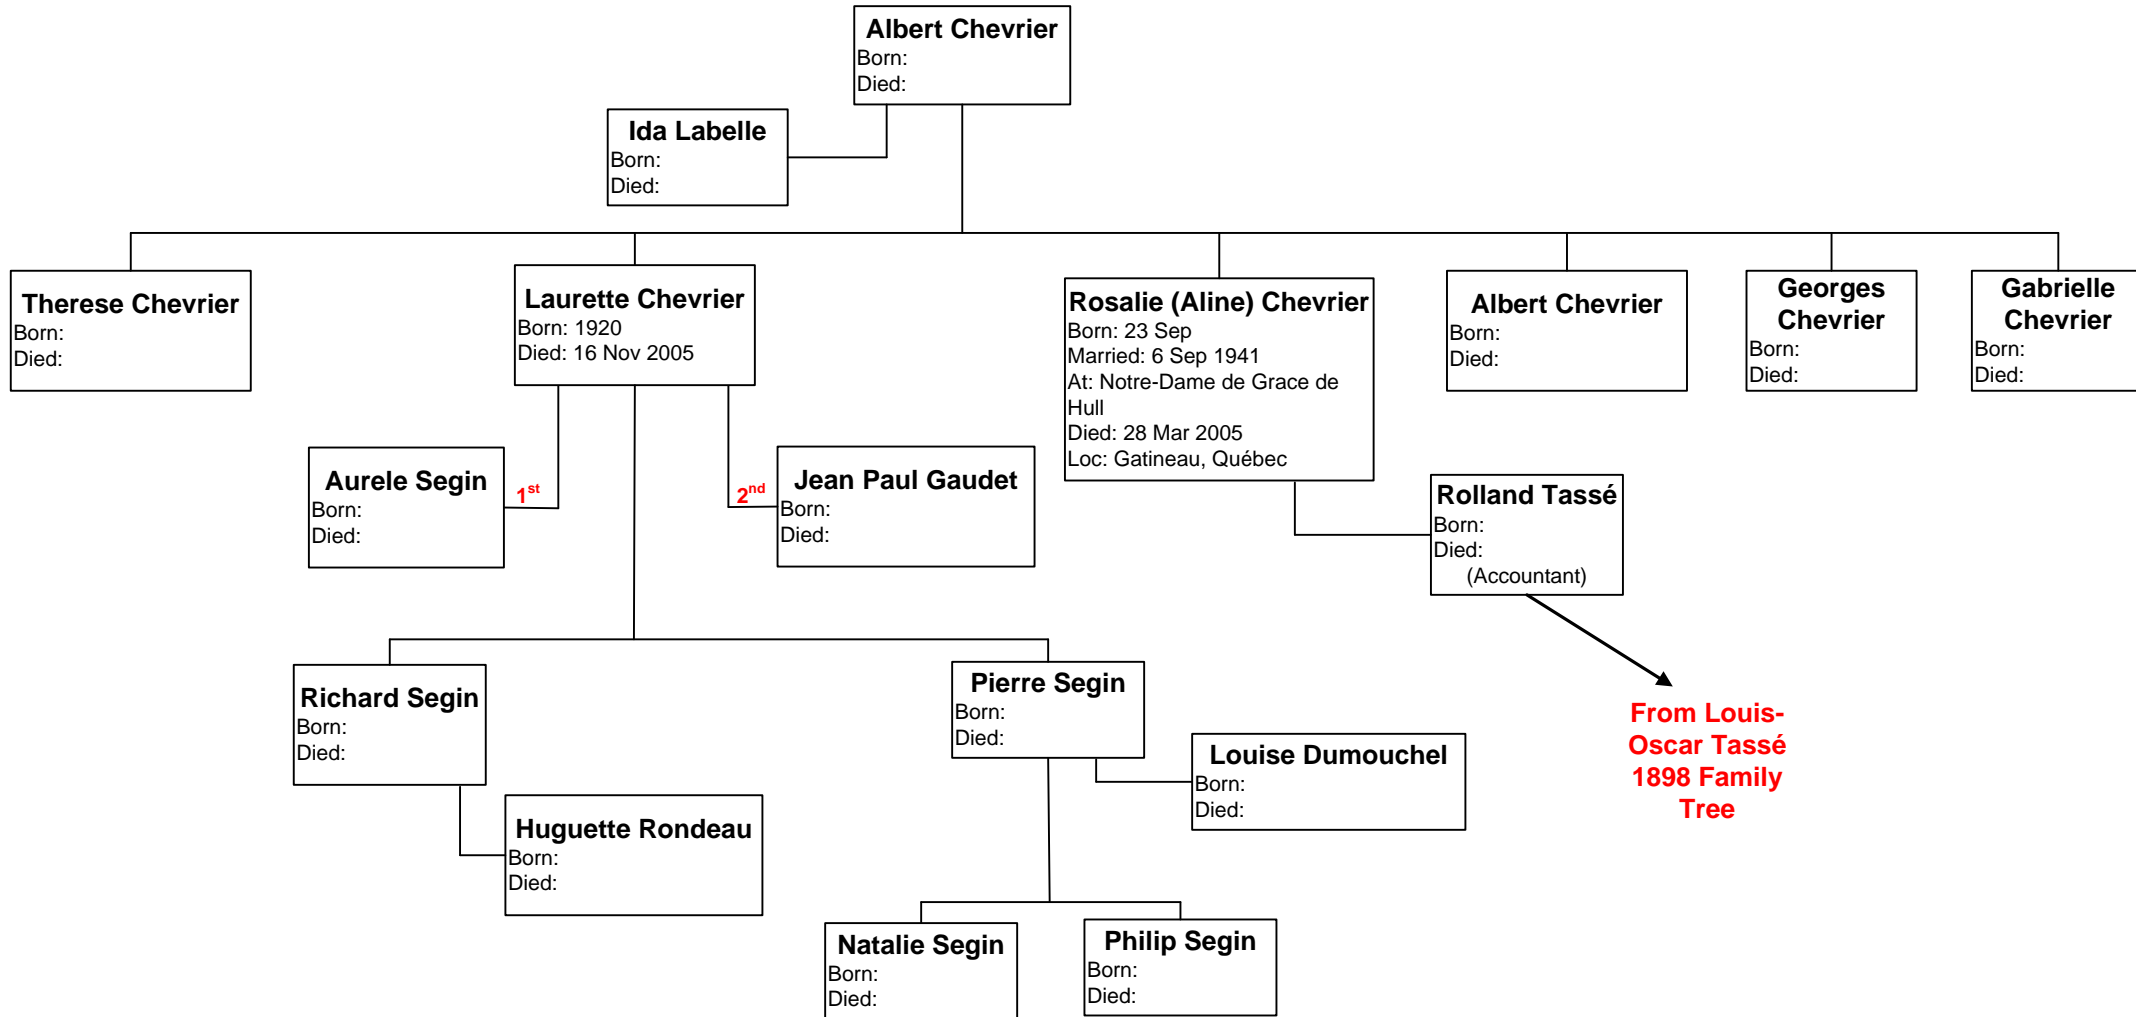 Albert Chevrier
Born:
Died:
Ida Labelle
Born:
Died:
Therese Chevrier
Born:
Died:
Laurette Chevrier
Born: 1920
Died: 16 Nov 2005
Rosalie (Aline) Chevrier
Born: 23 Sep
Married: 6 Sep 1941
At: Notre-Dame de Grace de
Hull
Died: 28 Mar 2005
Loc: Gatineau, Québec
Albert Chevrier
Born:
Died:
Georges
Chevrier
Born:
Died:
Gabrielle
Chevrier
Born:
Died:
Aurele Segin
Born:
Died:
1st
2nd
Jean Paul Gaudet
Born:
Died:
Rolland Tassé
Born:
Died:
(Accountant)
Richard Segin
Born:
Died:
Pierre Segin
Born:
Died:
From Louis-
Oscar Tassé
1898 Family
Tree
Louise Dumouchel
Born:
Died:
Huguette Rondeau
Born:
Died:
Natalie Segin
Born:
Died:
Philip Segin
Born:
Died: